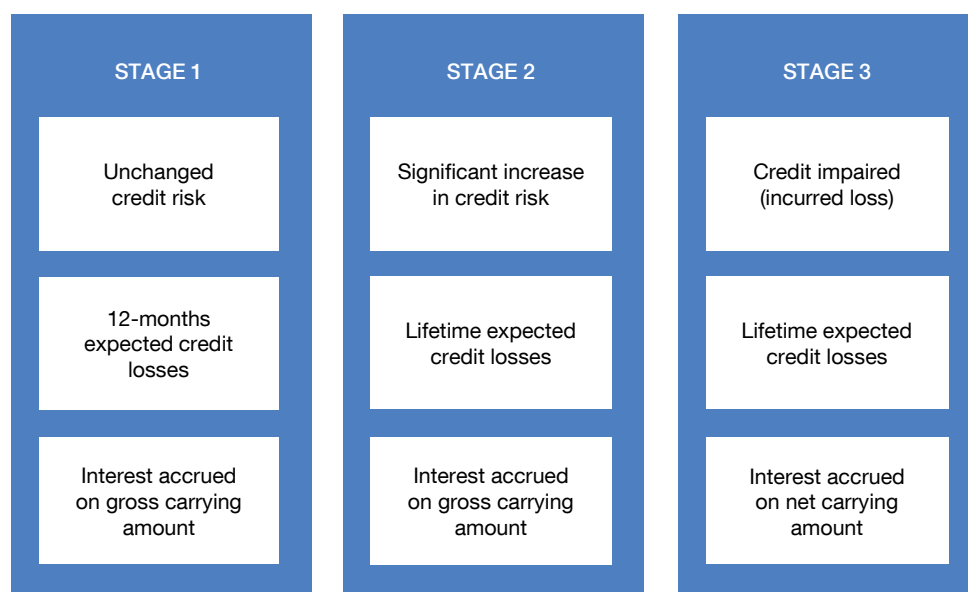 STAGE 1
Unchanged
credit risk
12-months
expected credit
losses
Interest accrued
on gross carrying
amount
STAGE 2
Significant increase
in credit risk
Lifetime expected
credit losses
Interest accrued
on gross carrying
amount
STAGE 3
Credit impaired
(incurred loss)
Lifetime expected
credit losses
Interest accrued
on net carrying
amount